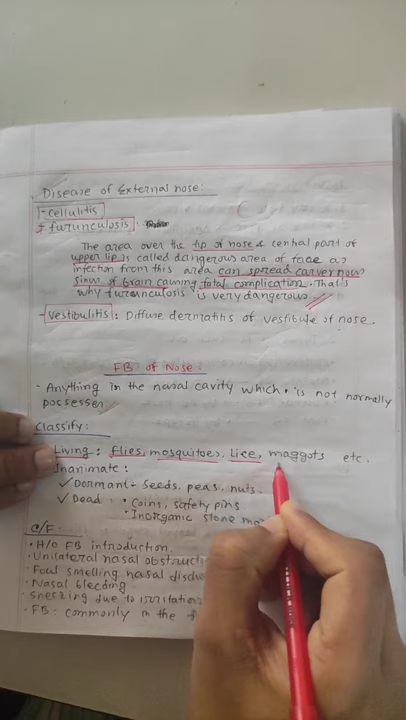 Disease of External nose:
- cellulitis
+ furunculosis :
The area over the tip of nose & central part of
upper lip is called dangerous area of face as
infection from this area can spread carvernous
Sinus of brain causing fatal complication. That's
why furunculosis is very dangerous.
- Vestibulitis : Diffuse dermatitis of vestibule of nose.
FB of Nose:
- Anything in the nasal cavity which is not normally
possesses
Classify:
Living : flies, mosquitoes, Lice, maggots etc.
Inanimate :
✓ Dormant - Seeds, peas, nuts.
✓ Dead : • Coins, safety pins
• Inorganic stone
C/F -
• H/O FB introduction
• Unilateral nasal
• Foul smelling nasal
• Nasal bleeding
• Sneezing due to
- FB - commonly in the